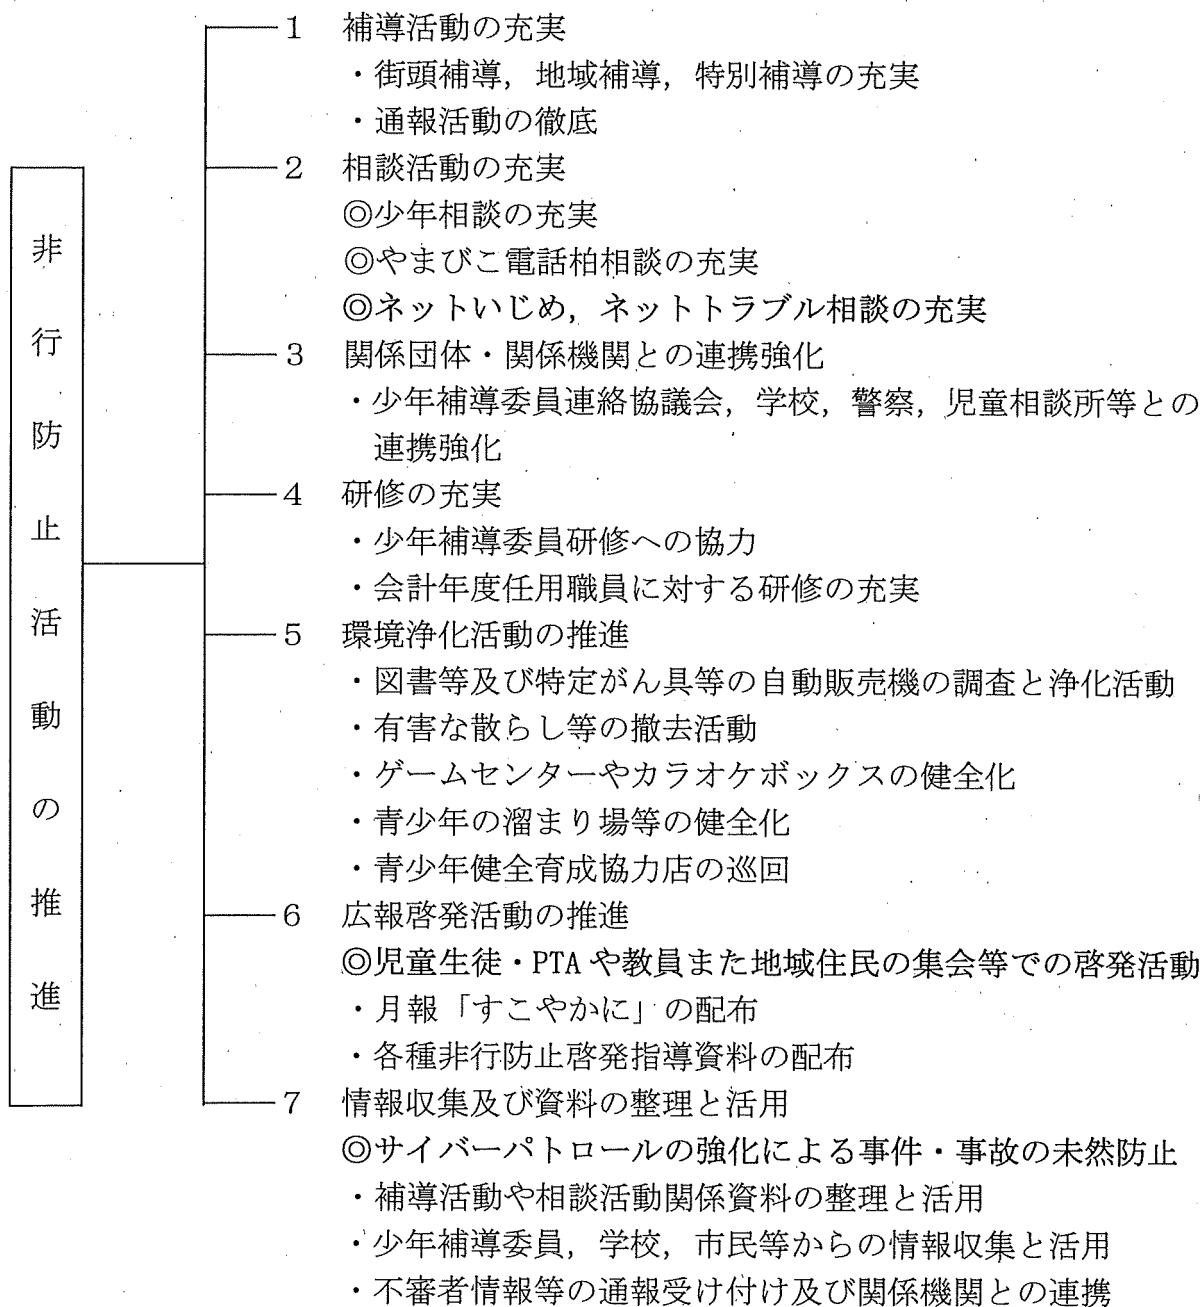 非行防止活動の推進
1 補導活動の充実
・街頭補導，地域補導，特別補導の充実
・通報活動の徹底
2 相談活動の充実
◎少年相談の充実
◎やまびこ電話柏相談の充実
◎ネットいじめ，ネットトラブル相談の充実
3 関係団体・関係機関との連携強化
・少年補導委員連絡協議会，学校，警察，児童相談所等との
連携強化
4 研修の充実
・少年補導委員研修への協力
・会計年度任用職員に対する研修の充実
5 環境浄化活動の推進
・図書等及び特定がん具等の自動販売機の調査と浄化活動
・有害な散らし等の撤去活動
・ゲームセンターやカラオケボックスの健全化
・青少年の溜まり場等の健全化
・青少年健全育成協力店の巡回
6 広報啓発活動の推進
◎児童生徒・PTAや教員また地域住民の集会等での啓発活動
・月報「すこやかに」の配布
・各種非行防止啓発指導資料の配布
7 情報収集及び資料の整理と活用
◎サイバーパトロールの強化による事件・事故の未然防止
・補導活動や相談活動関係資料の整理と活用
・少年補導委員，学校，市民等からの情報収集と活用
・不審者情報等の通報受け付け及び関係機関との連携